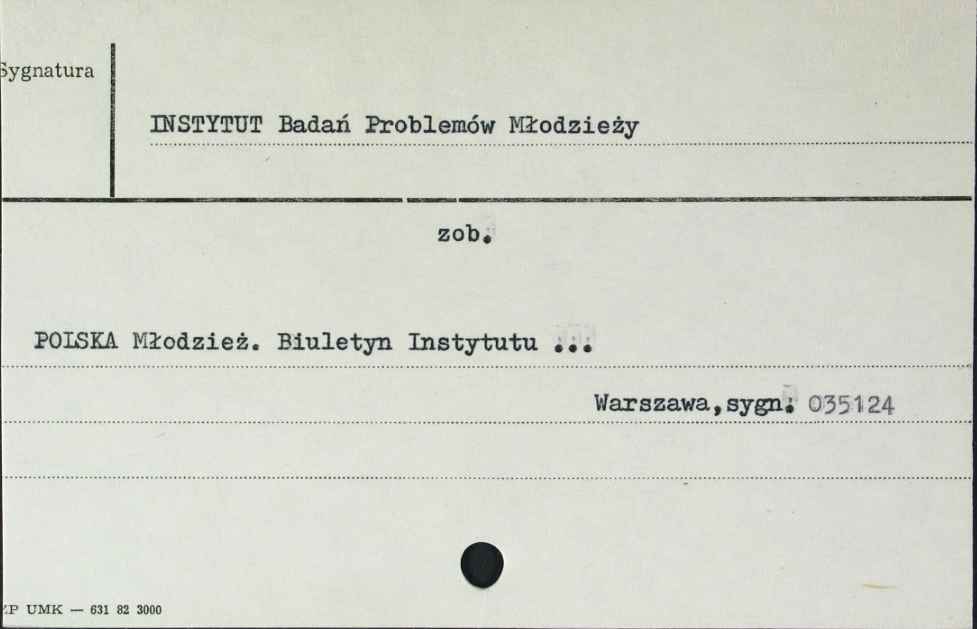 Sygnatura
INSTYTUT Badań Problemów Młodzieży
zob.
POLSKA Młodzież. Biuletyn Instytutu ...
Warszawa,sygn. 035124
ZP UMK — 631 82 3000